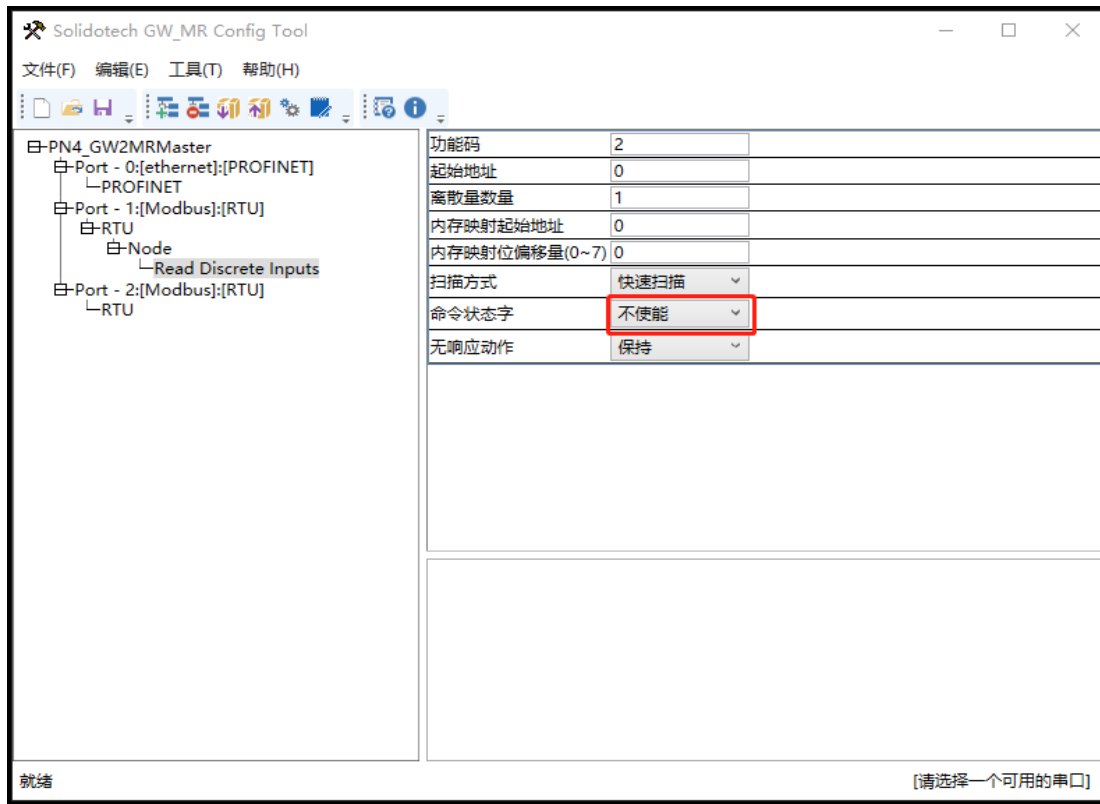 Solidotech GW_MR Config Tool
文件(F) 编辑(E) 工具(T) 帮助(H)
PN4_GW2MRMaster
Port - 0:[ethernet]:[PROFINET]
PROFINET
Port - 1:[Modbus]:[RTU]
RTU
Node
Read Discrete Inputs
Port - 2:[Modbus]:[RTU]
RTU
功能码 2
起始地址 0
离散量数量 1
内存映射起始地址 0
内存映射位偏移量(0~7) 0
扫描方式 快速扫描
命令状态字 不使能
无响应动作 保持
就绪 [请选择一个可用的串口]